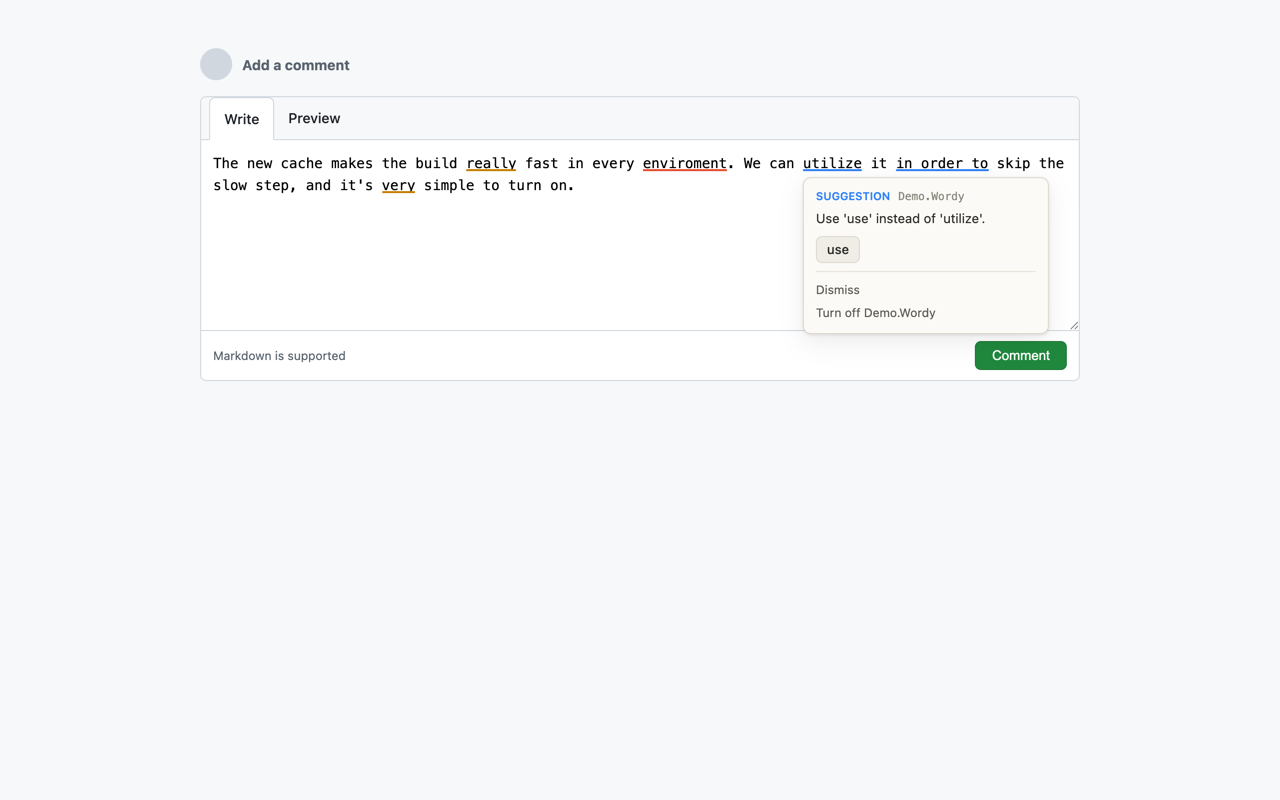 Add a comment
Write Preview
The new cache makes the build really fast in every enviroment. We can utilize it in order to skip the
slow step, and it's very simple to turn on.
SUGGESTION Demo.Wordy
Use 'use' instead of 'utilize'.
use
Dismiss
Turn off Demo.Wordy
Markdown is supported Comment